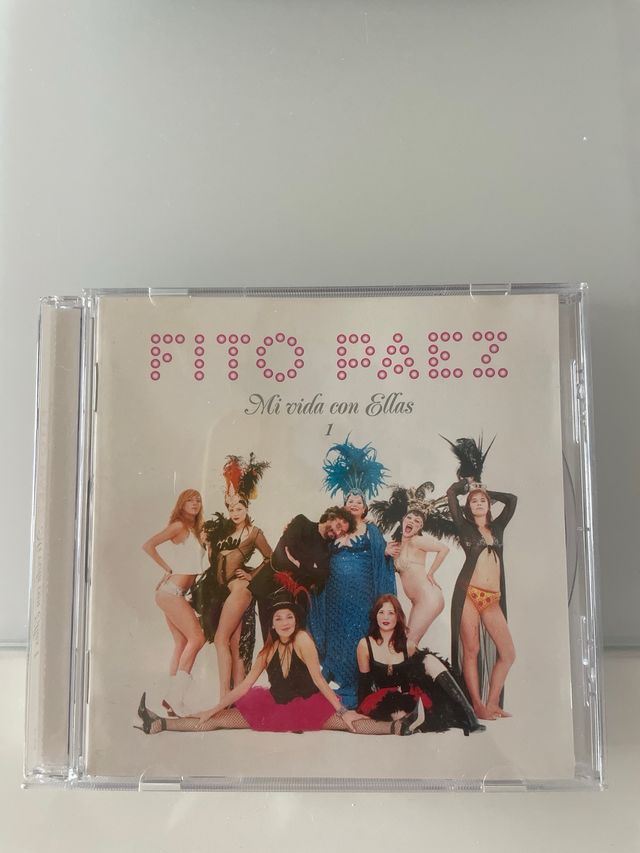 FITO PAEZ
Mi vida con Ellas
1